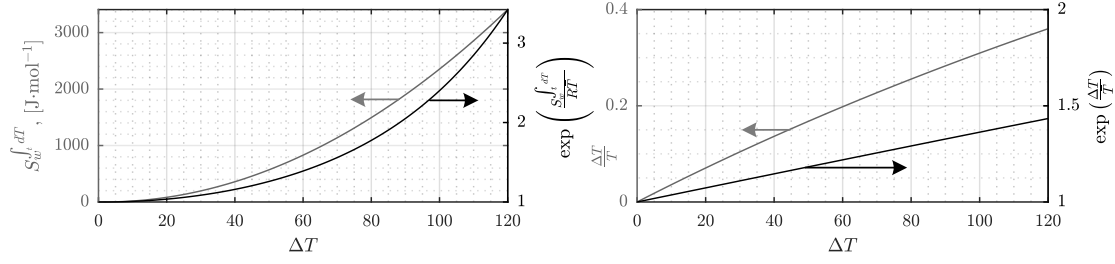 3000
2000
1000
0
S_w^{∫_t dT}, [J·mol⁻¹]
3
2
1
exp (S_w^{∫_t dT} / RT̄)
0 20 40 60 80 100 120
ΔT
0.4
0.2
0
ΔT/T̄
2
1.5
1
exp (ΔT/T̄)
0 20 40 60 80 100 120
ΔT